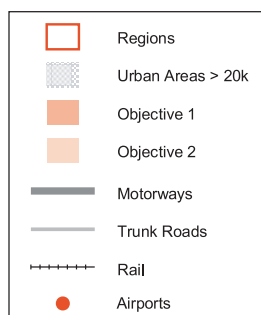 Regions
Urban Areas > 20k
Objective 1
Objective 2
Motorways
Trunk Roads
Rail
Airports